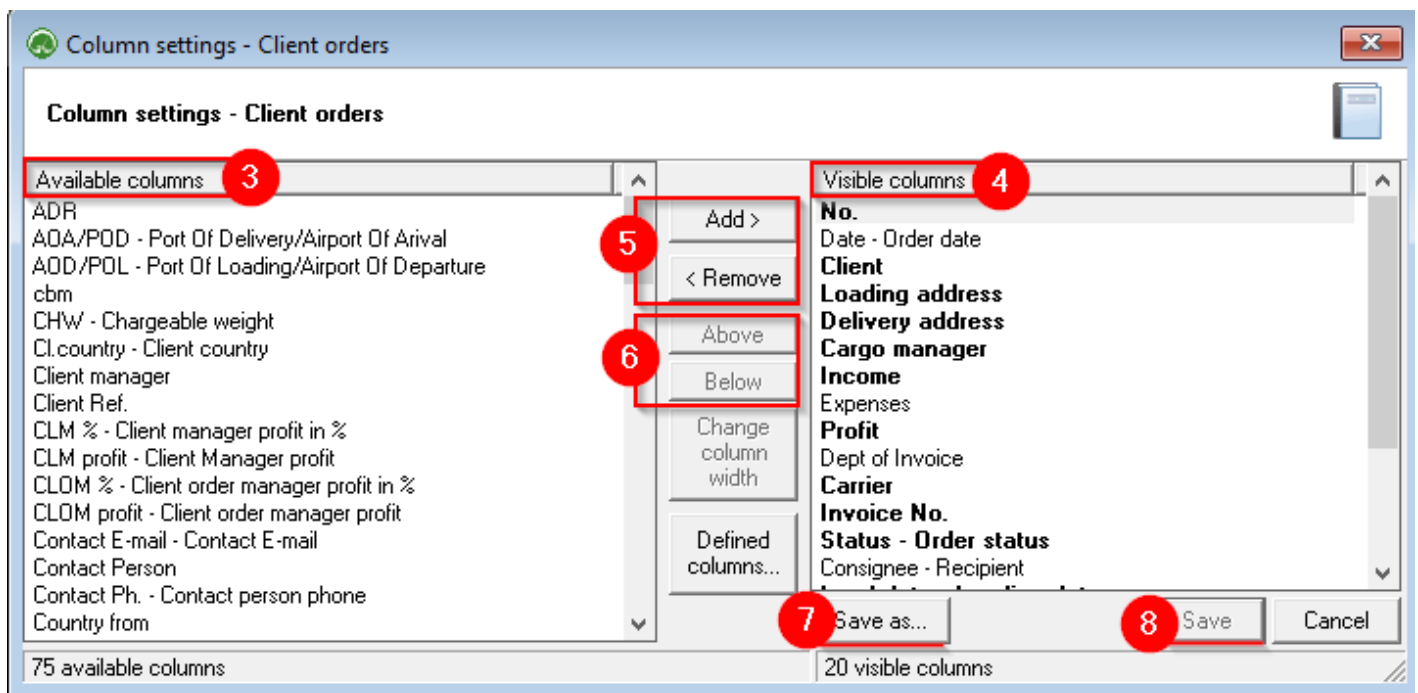 Column settings - Client orders
Column settings - Client orders
Available columns 3
ADR
AOA/POD - Port Of Delivery/Airport Of Arival
AOD/POL - Port Of Loading/Airport Of Departure
cbm
CHW - Chargeable weight
Cl.country - Client country
Client manager
Client Ref.
CLM % - Client manager profit in %
CLM profit - Client Manager profit
CLOM % - Client order manager profit in %
CLOM profit - Client order manager profit
Contact E-mail - Contact E-mail
Contact Person
Contact Ph. - Contact person phone
Country from
75 available columns
5
Add >
< Remove
6
Above
Below
Change
column
width
Defined
columns...
Visible columns 4
No.
Date - Order date
Client
Loading address
Delivery address
Cargo manager
Income
Expenses
Profit
Dept of Invoice
Carrier
Invoice No.
Status - Order status
Consignee - Recipient
7 Save as...
8 Save
Cancel
20 visible columns